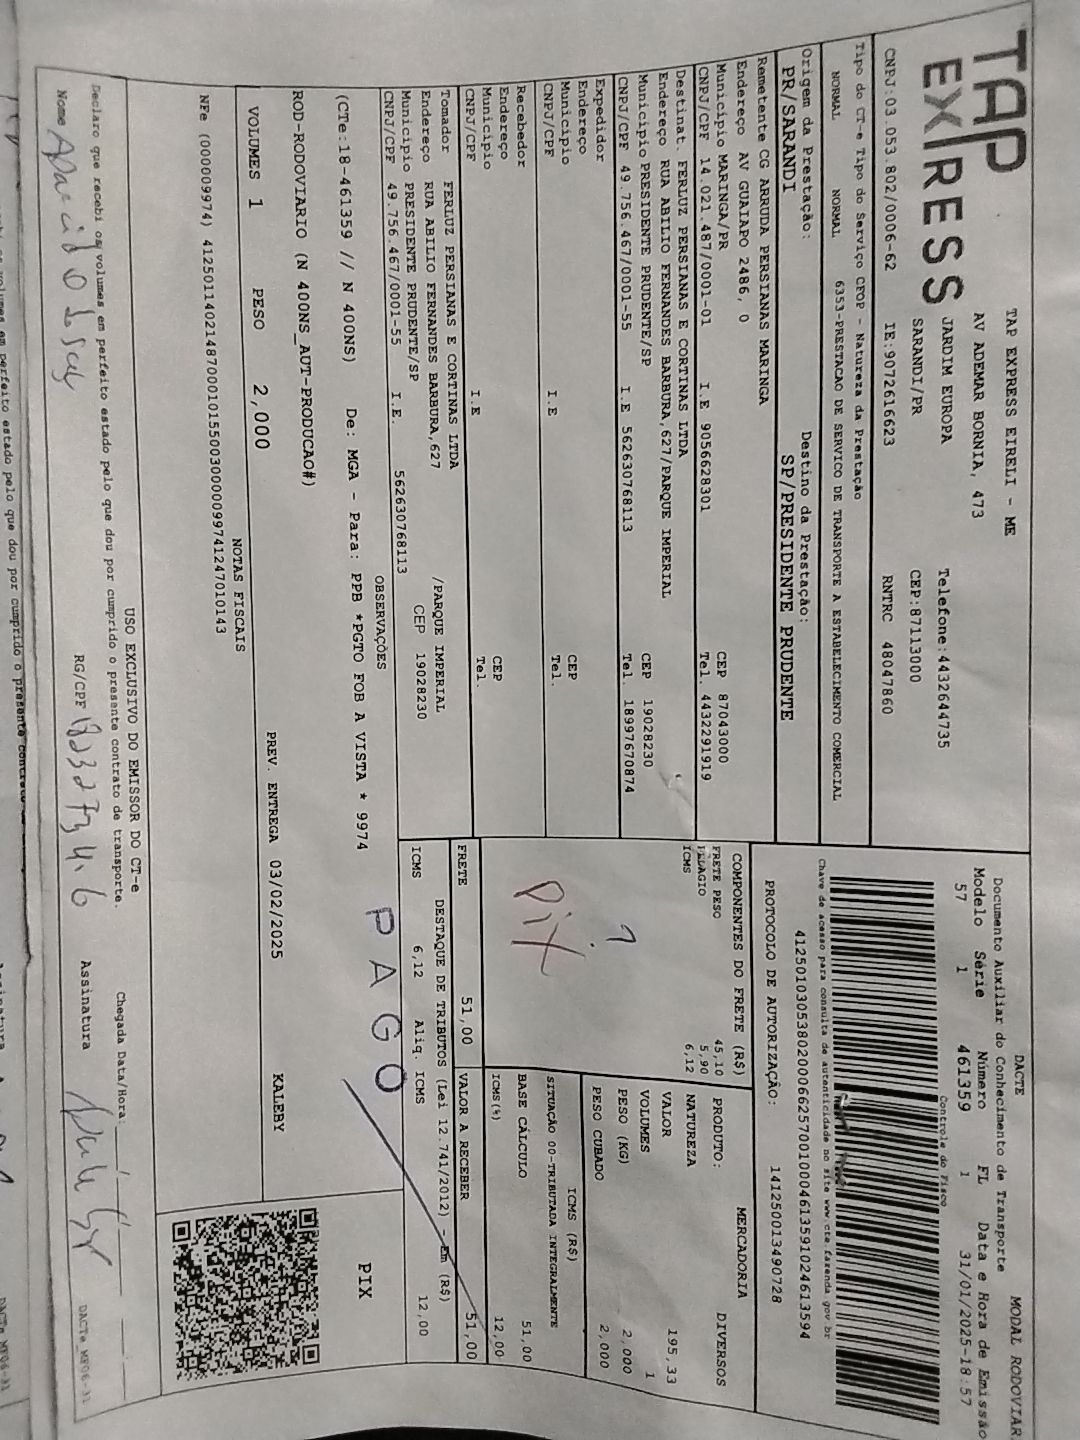 TAP
EXPRESS
TAP EXPRESS EIRELI - ME
AV ADEMAR BORNIA, 473
JARDIM EUROPA
Telefone:4432644735
SARANDI/PR
CEP:87113000
CNPJ:03.053.802/0006-62 IE:9072616623 RNTRC 48047860
Tipo do CT-e Tipo do Serviço CFOP - Natureza da Prestação
NORMAL NORMAL 6353-PRESTACAO DE SERVICO DE TRANSPORTE A ESTABELECIMENTO COMERCIAL
Origem da Prestação: Destino da Prestação:
PR/SARANDI SP/PRESIDENTE PRUDENTE
Remetente CG ARRUDA PERSIANAS MARINGA
Endereço AV GUAIAPO 2486, 0
Município MARINGA/PR CEP 87043000
CNPJ/CPF 14.021.487/0001-01 I.E 9056628301 Tel. 4432291919
Destinat. FERLUZ PERSIANAS E CORTINAS LTDA
Endereço RUA ABILIO FERNANDES BARBURA,627/PARQUE IMPERIAL
Município PRESIDENTE PRUDENTE/SP CEP 19028230
CNPJ/CPF 49.756.467/0001-55 I.E 562630768113 Tel. 18997670874
Expedidor
Endereço
Município CEP
CNPJ/CPF I.E Tel.
Recebedor
Endereço
Município CEP
CNPJ/CPF I.E Tel.
Tomador FERLUZ PERSIANAS E CORTINAS LTDA
Endereço RUA ABILIO FERNANDES BARBURA,627 /PARQUE IMPERIAL
Município PRESIDENTE PRUDENTE/SP CEP 19028230
CNPJ/CPF 49.756.467/0001-55 I.E. 562630768113
DACTE MODAL RODOVIAR
Documento Auxiliar do Conhecimento de Transporte
Modelo Série Número FL Data e Hora de Emissão
57 1 461359 1 31/01/2025-18:57
Controle do Fisco
Chave de acesso para consulta de autenticidade no site www.cte.fazenda.gov.br
41250103053802000662570010004613591024613594
PROTOCOLO DE AUTORIZAÇÃO: 141250013490728
COMPONENTES DO FRETE (R$)
FRETE PESO 45,10
PEDAGIO 5,90
ICMS 6,12
Pix
FRETE 51,00
MERCADORIA
PRODUTO: DIVERSOS
NATUREZA
VALOR 195,33
VOLUMES 1
PESO (KG) 2,000
PESO CUBADO 2,000
ICMS (R$)
SITUAÇÃO 00-TRIBUTADA INTEGRALMENTE
BASE CÁLCULO 51,00
ICMS(%) 12,00
VALOR A RECEBER 51,00
DESTAQUE DE TRIBUTOS (Lei 12.741/2012) - Em (R$)
ICMS 6,12 Aliq. ICMS 12,00
OBSERVAÇÕES
(CTe:18-461359 // N 400NS) De: MGA - Para: PPB *PGTO FOB A VISTA * 9974
PAGO
ROD-RODOVIARIO (N 400NS_AUT-PRODUCAO#)
PIX
VOLUMES 1 PESO 2,000 PREV. ENTREGA 03/02/2025 KALEBY
NOTAS FISCAIS
NFe (000009974) 41250114021487000101550030000099741247010143
USO EXCLUSIVO DO EMISSOR DO CT-e
Declaro que recebi os volumes em perfeito estado pelo que dou por cumprido o presente contrato de transporte.
Chegada Data/Hora:
Nome RG/CPF Assinatura
DACTe_MF06-31